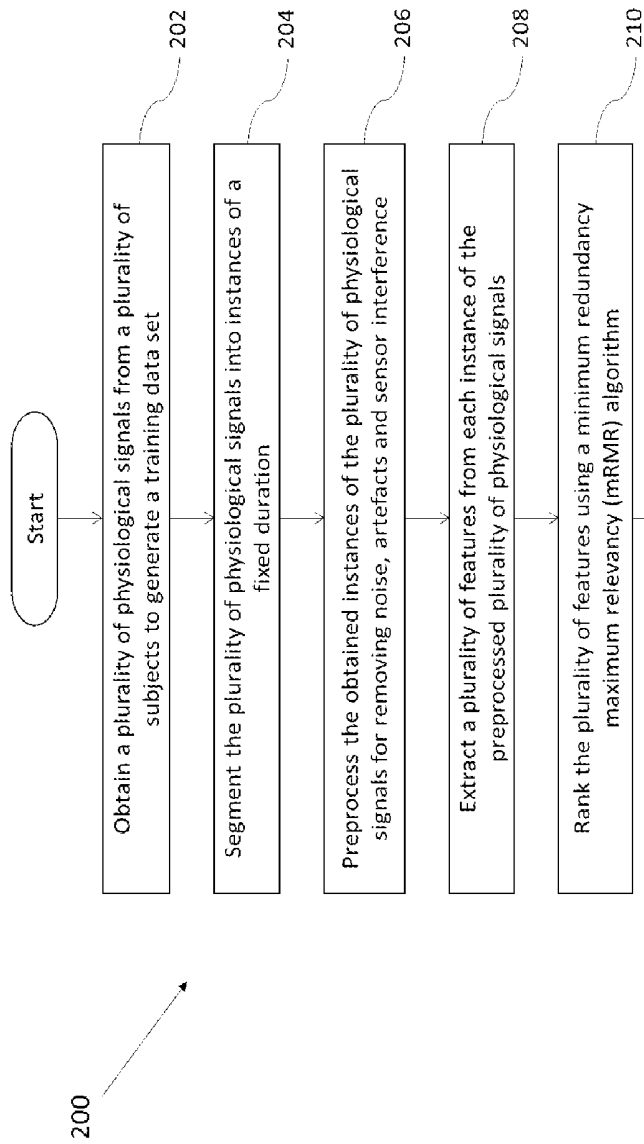 Start
Obtain a plurality of physiological signals from a plurality of
subjects to generate a training data set
202
Segment the plurality of physiological signals into instances of a
fixed duration
204
Preprocess the obtained instances of the plurality of physiological
signals for removing noise, artefacts and sensor interference
206
Extract a plurality of features from each instance of the
preprocessed plurality of physiological signals
208
Rank the plurality of features using a minimum redundancy
maximum relevancy (mRMR) algorithm
210
200